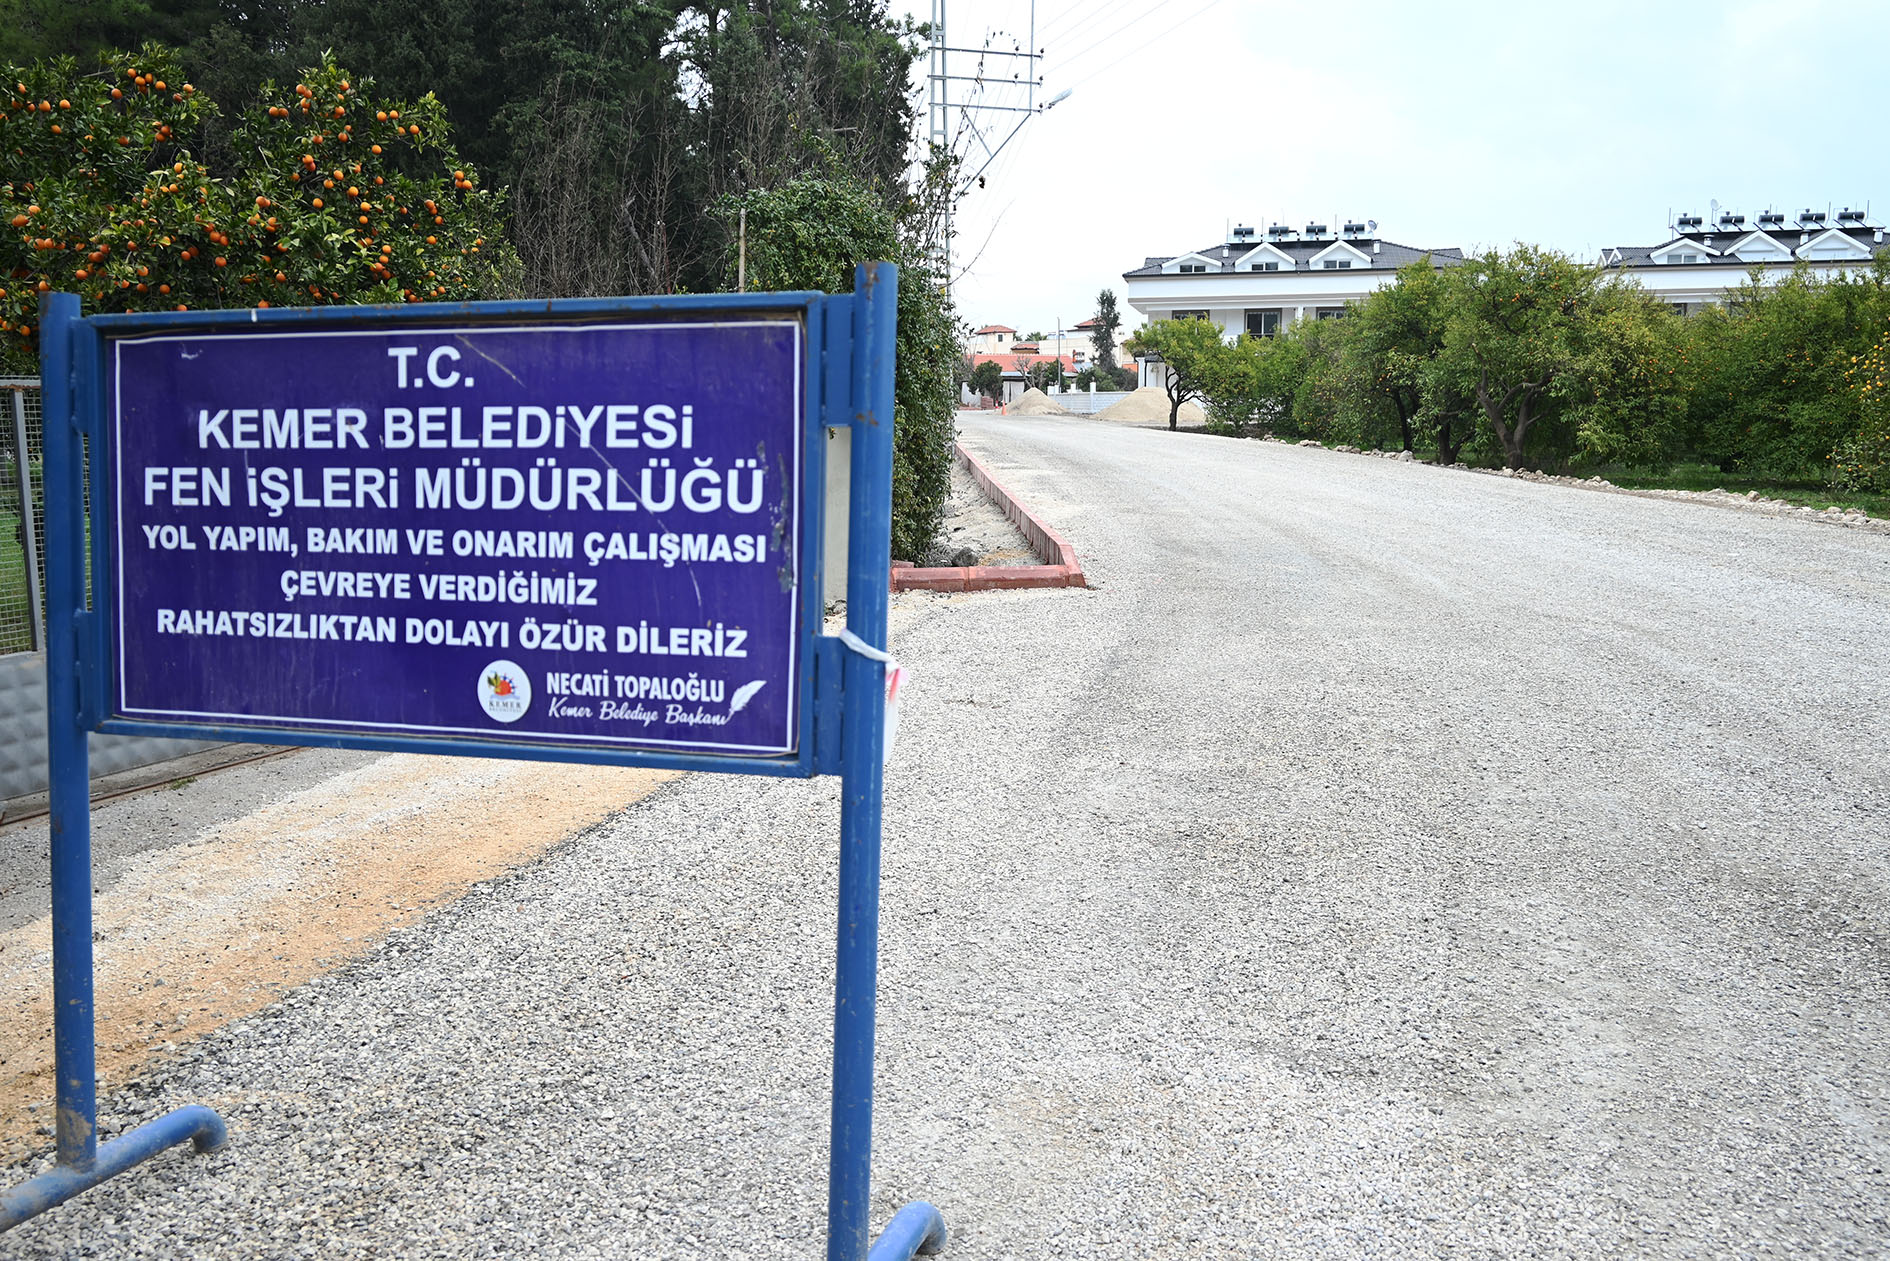 T.C.
KEMER BELEDİYESİ
FEN İŞLERİ MÜDÜRLÜĞÜ
YOL YAPIM, BAKIM VE ONARIM ÇALIŞMASI
ÇEVREYE VERDİĞİMİZ
RAHATSIZLIKTAN DOLAYI ÖZÜR DİLERİZ
KEMER
NECATİ TOPALOĞLU
Kemer Belediye Başkanı